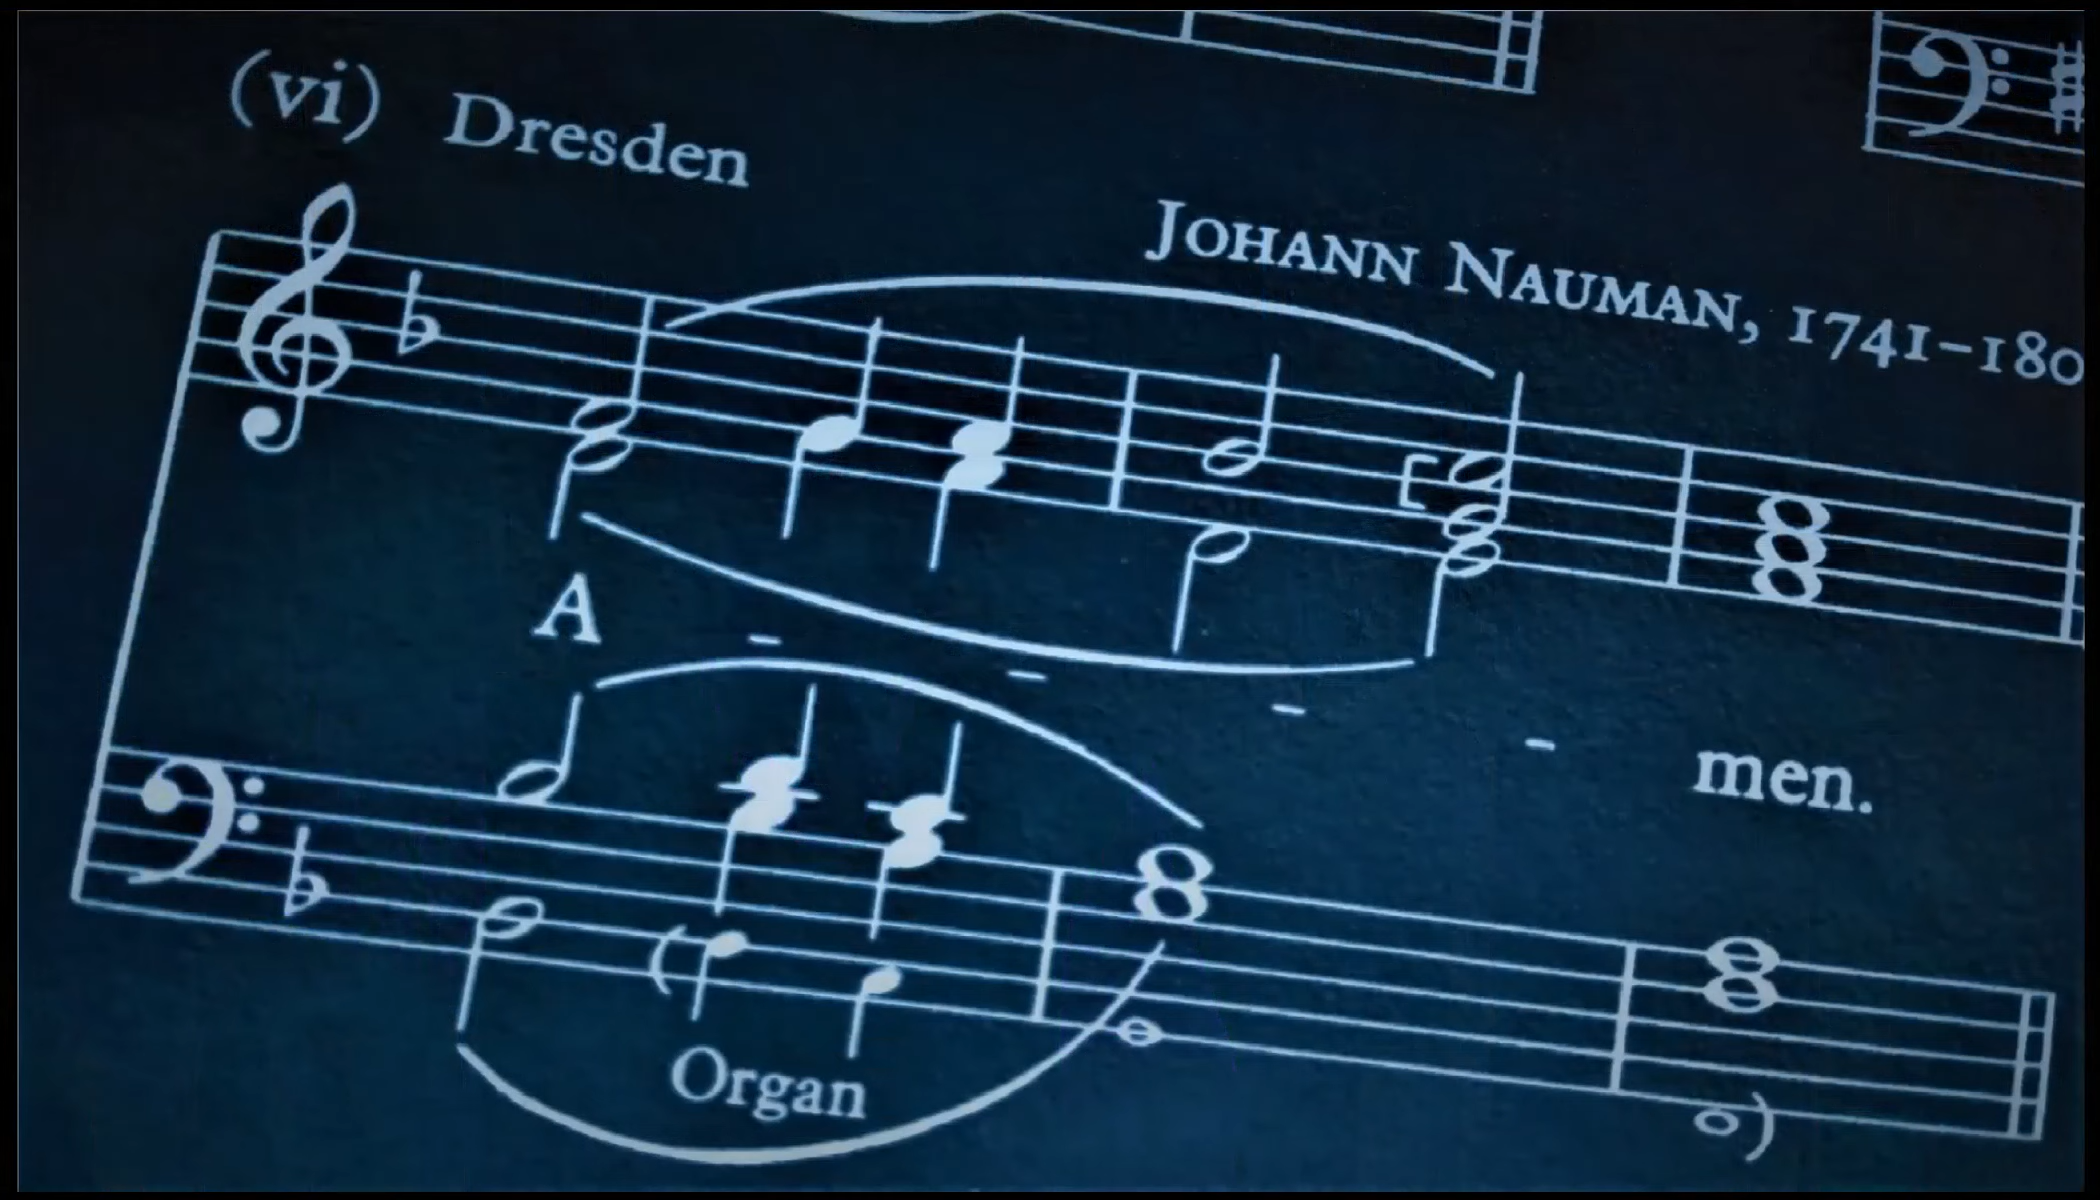 (vi) Dresden
JOHANN NAUMAN, 1741–180
A - - - - men.
Organ